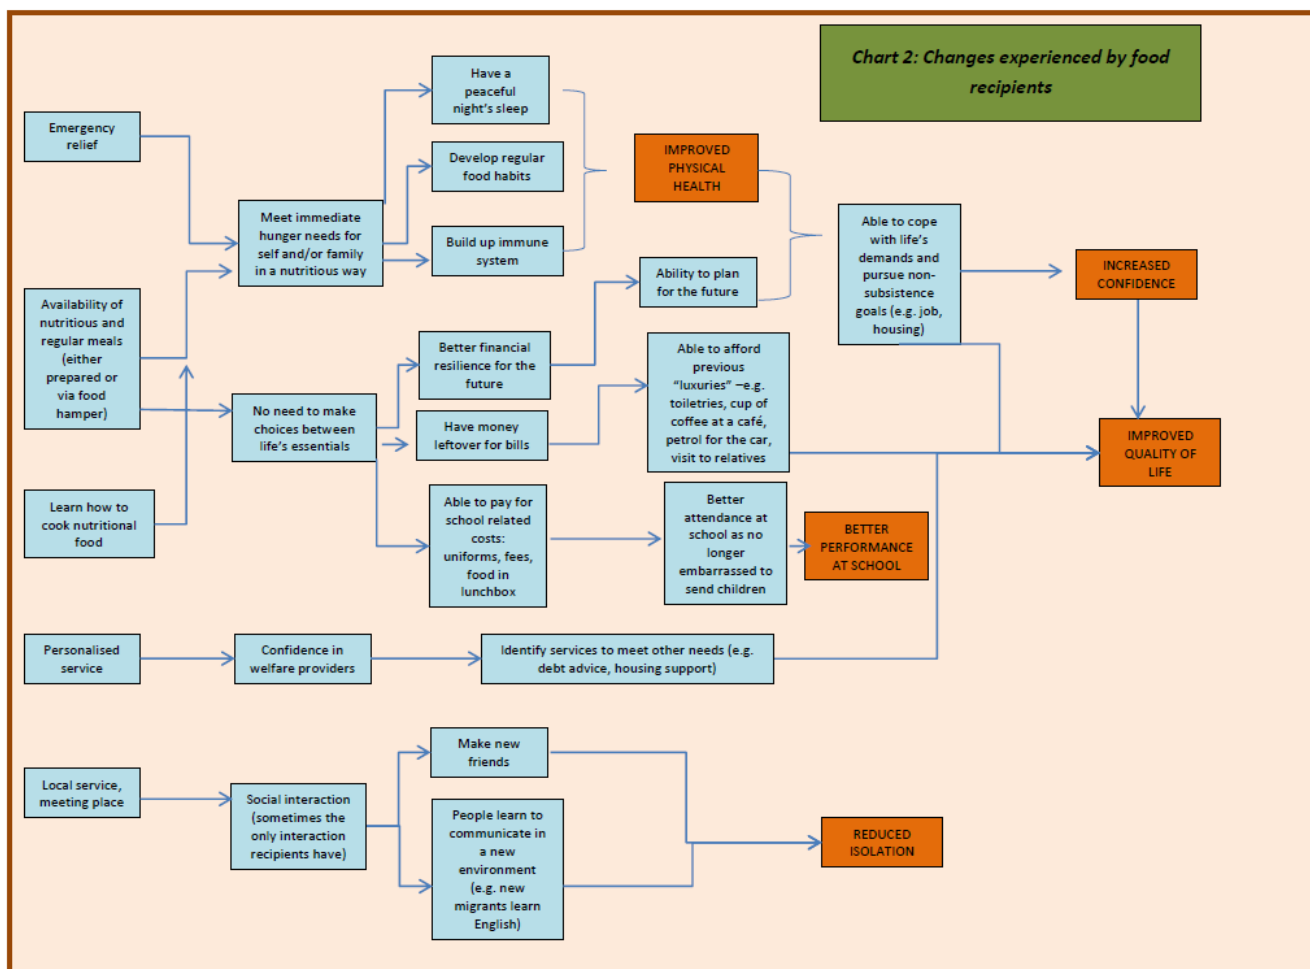 Chart 2: Changes experienced by food
recipients
Have a
peaceful
night's sleep
Emergency
relief
Develop regular
food habits
IMPROVED
PHYSICAL
HEALTH
Meet immediate
hunger needs for
self and/or family
in a nutritious way
Build up immune
system
Able to cope
with life's
demands and
pursue non-
subsistence
goals (e.g. job,
housing)
INCREASED
CONFIDENCE
Ability to plan
for the future
Availability of
nutritious and
regular meals
(either
prepared or
via food
hamper)
Better financial
resilience for the
future
Able to afford
previous
"luxuries" –e.g.
toiletries, cup of
coffee at a café,
petrol for the car,
visit to relatives
No need to make
choices between
life's essentials
Have money
leftover for bills
IMPROVED
QUALITY OF
LIFE
Learn how to
cook nutritional
food
Able to pay for
school related
costs:
uniforms, fees,
food in
lunchbox
Better
attendance at
school as no
longer
embarrassed to
send children
BETTER
PERFORMANCE
AT SCHOOL
Personalised
service
Confidence in
welfare providers
Identify services to meet other needs (e.g.
debt advice, housing support)
Make new
friends
Local service,
meeting place
Social interaction
(sometimes the
only interaction
recipients have)
People learn to
communicate in
a new
environment
(e.g. new
migrants learn
English)
REDUCED
ISOLATION